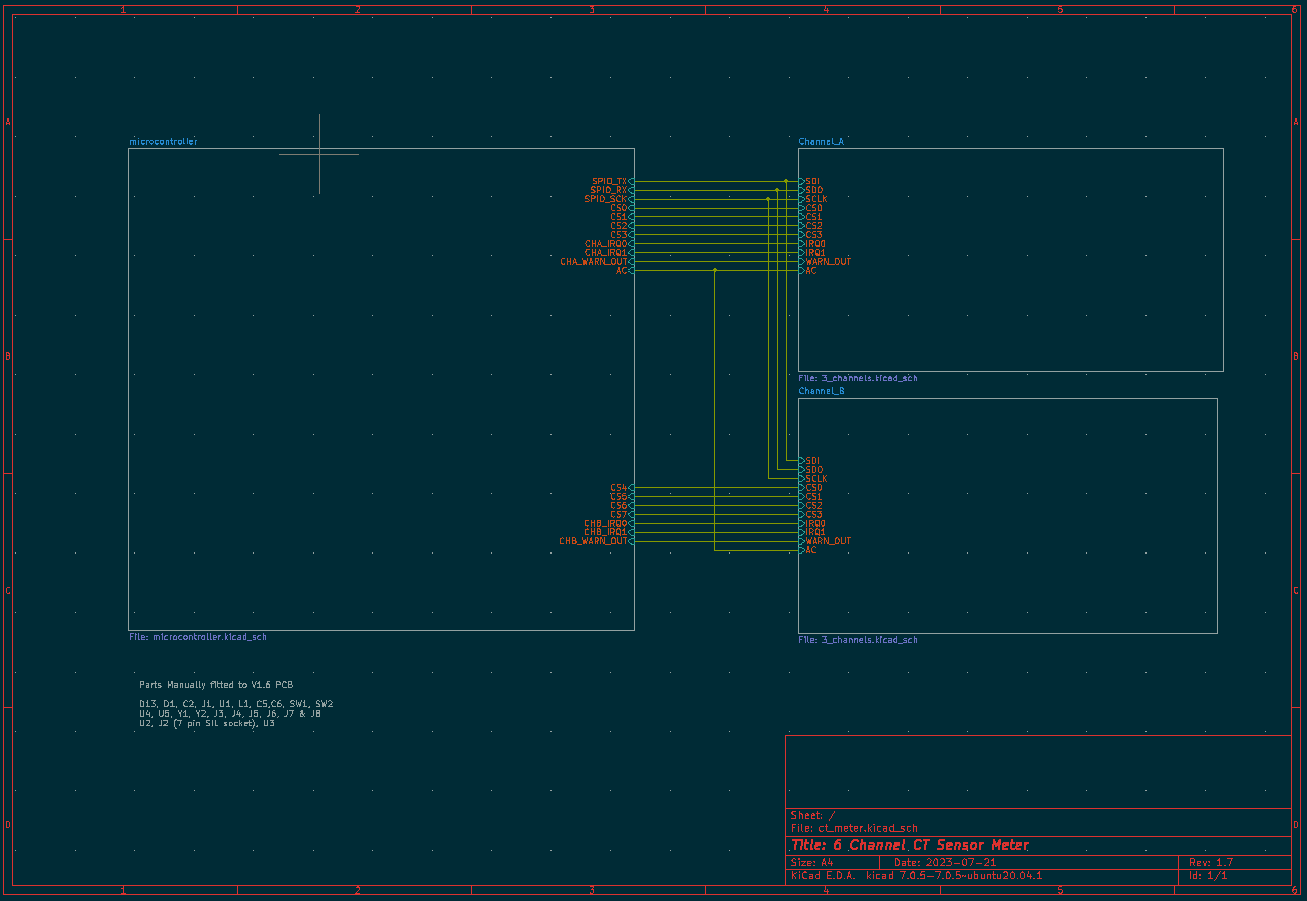 1 2 3 4 5 6
A A
microcontroller
Channel_A
SPI0_TX SDI
SPI0_RX SDO
SPI0_SCK SCLK
CS0 CS0
CS1 CS1
CS2 CS2
CS3 CS3
CHA_IRQ0 IRQ0
CHA_IRQ1 IRQ1
CHA_WARN_OUT WARN_OUT
AC AC
B B
File: 3_channels.kicad_sch
Channel_B
SDI
SDO
SCLK
CS4 CS0
CS1
CS6 CS2
CS7 CS3
CHB_IRQ0 IRQ0
CHB_IRQ1 IRQ1
CHB_WARN_OUT WARN_OUT
AC
C C
File: microcontroller.kicad_sch
File: 3_channels.kicad_sch
Parts Manually fitted to V1.6 PCB
D13, D1, C2, J1, U1, L1, C5,C6, SW1, SW2
U4, U5, Y1, Y2, J3, J4, J5, J6, J7 & J8
U2, J2 (7 pin SIL socket), U3
D D
Sheet: /
File: ct_meter.kicad_sch
Title: 6 Channel CT Sensor Meter
Size: A4 Date: 2023-07-21 Rev: 1.7
KiCad E.D.A. kicad 7.0.5-7.0.5~ubuntu20.04.1 Id: 1/1
1 2 3 4 5 6